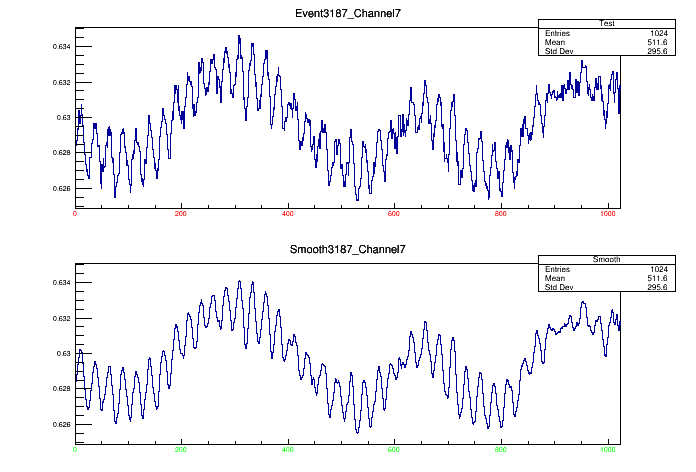 Event3187_Channel7
Test
Entries 1024
Mean 511.6
Std Dev 295.6
0.634
0.632
0.63
0.628
0.626
0 200 400 600 800 1000
Smooth3187_Channel7
Smooth
Entries 1024
Mean 511.6
Std Dev 295.6
0.634
0.632
0.63
0.628
0.626
0 200 400 600 800 1000